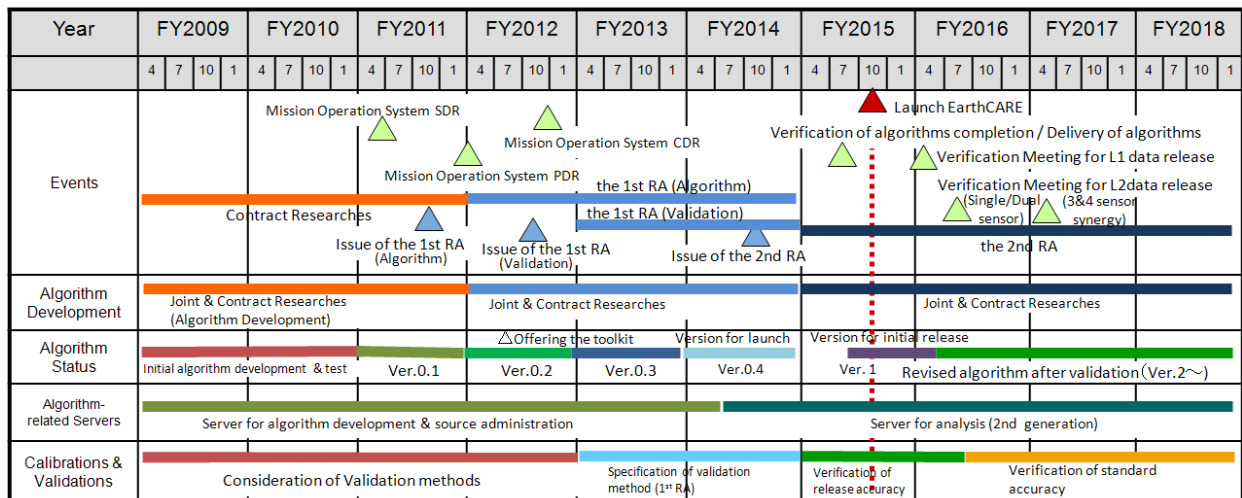 Year FY2009 FY2010 FY2011 FY2012 FY2013 FY2014 FY2015 FY2016 FY2017 FY2018
4 7 10 1 4 7 10 1 4 7 10 1 4 7 10 1 4 7 10 1 4 7 10 1 4 7 10 1 4 7 10 1 4 7 10 1 4 7 10 1
Events
Mission Operation System SDR
Launch EarthCARE
Mission Operation System CDR
Verification of algorithms completion / Delivery of algorithms
Mission Operation System PDR
Verification Meeting for L1 data release
the 1st RA (Algorithm)
Verification Meeting for L2data release
(Single/Dual
sensor)
(3&4 sensor
synergy)
Contract Researches
the 1st RA (Validation)
Issue of the 1st RA
(Algorithm)
Issue of the 1st RA
(Validation)
Issue of the 2nd RA
the 2nd RA
Algorithm
Development
Joint & Contract Researches
(Algorithm Development)
Joint & Contract Researches
Joint & Contract Researches
Algorithm
Status
△Offering the toolkit
Version for launch
Version for initial release
Initial algorithm development & test
Ver.0.1
Ver.0.2
Ver.0.3
Ver.0.4
Ver. 1
Revised algorithm after validation(Ver.2~)
Algorithm-
related Servers
Server for algorithm development & source administration
Server for analysis (2nd generation)
Calibrations &
Validations
Consideration of Validation methods
Specification of validation
method (1st RA)
Verification of
release accuracy
Verification of standard
accuracy